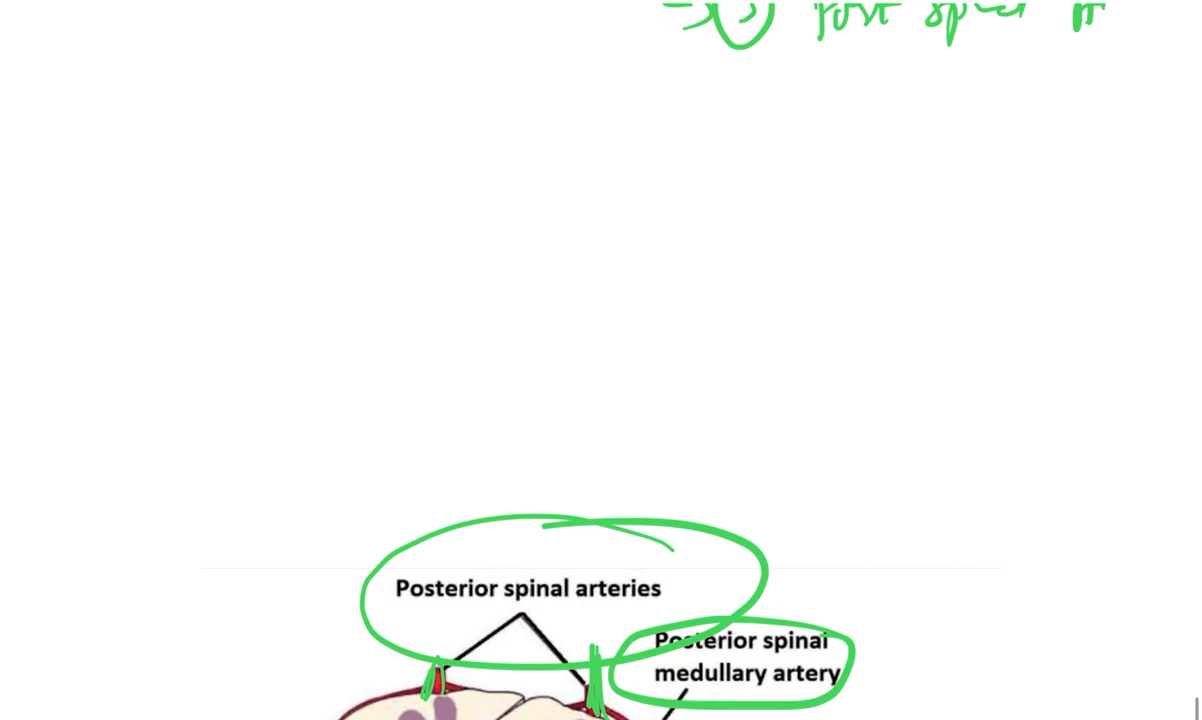 Posterior spinal arteries
Posterior spinal
medullary artery